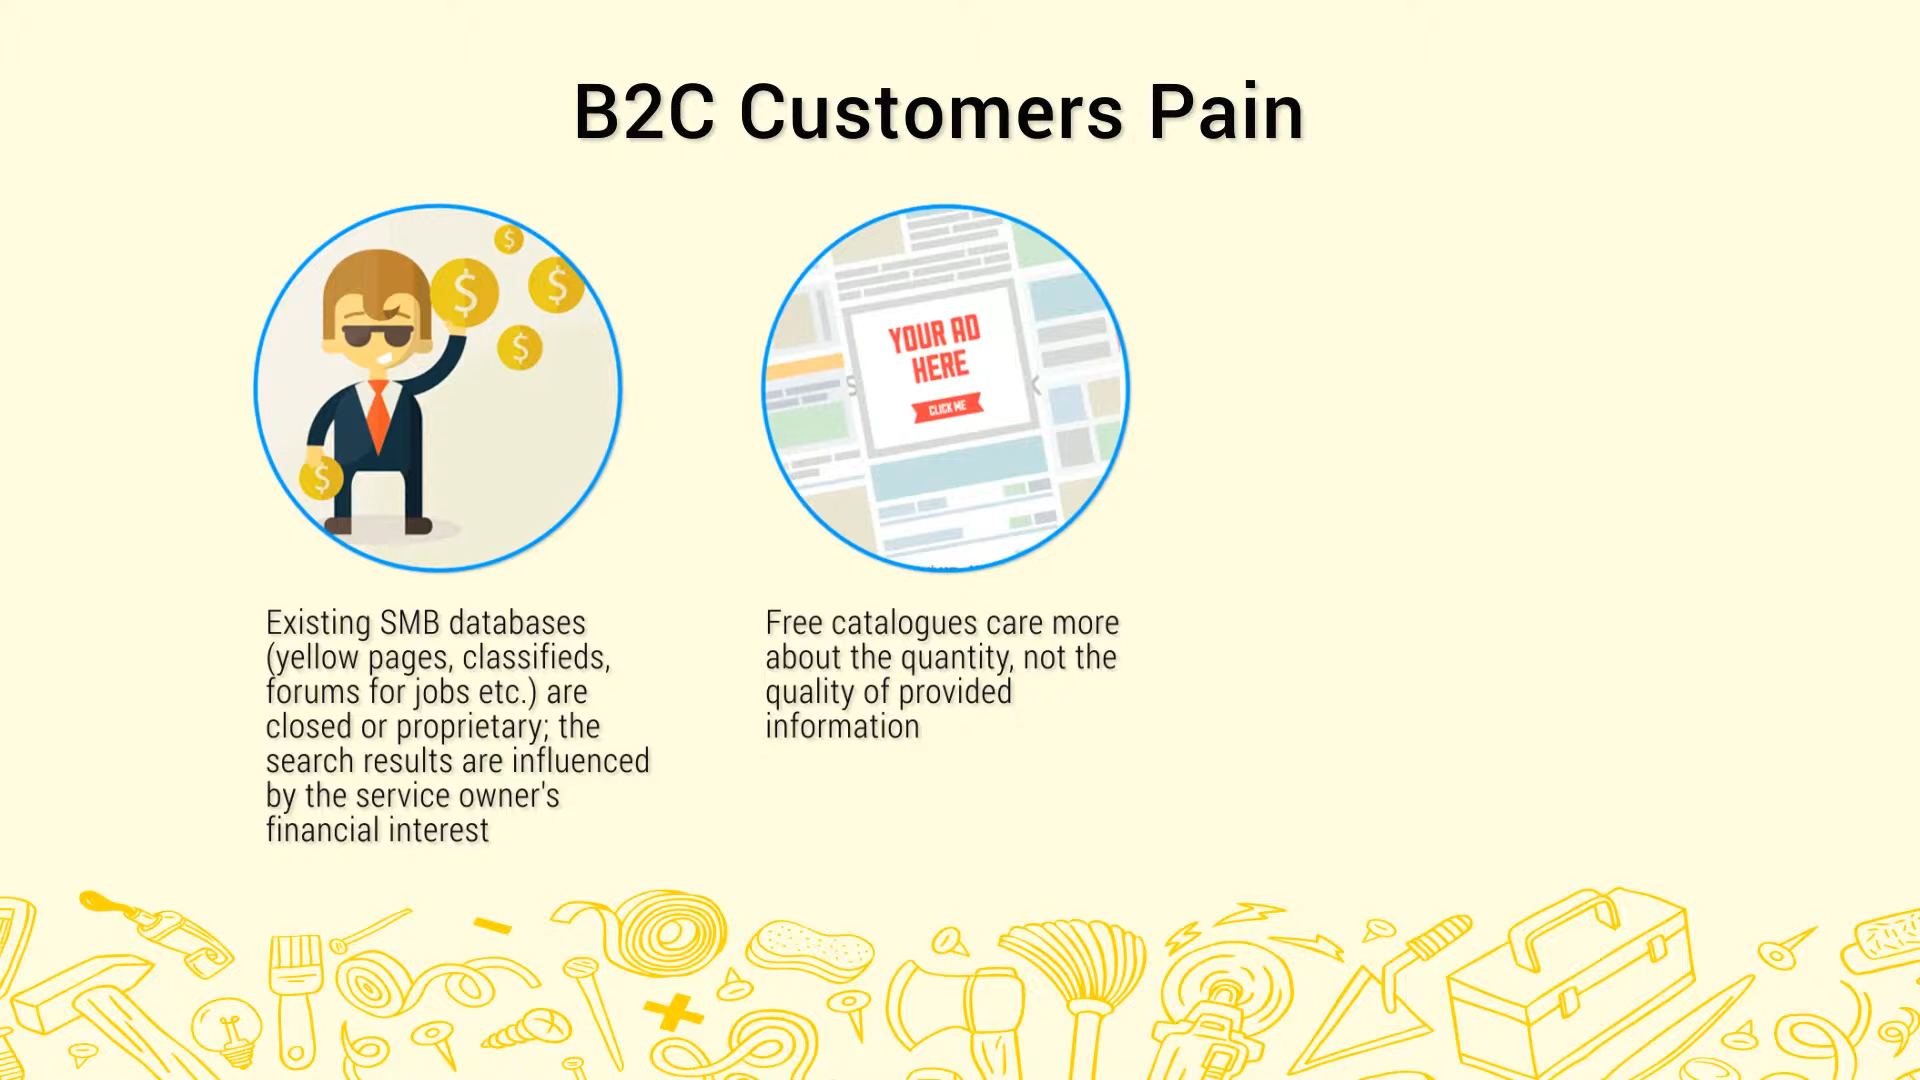 B2C Customers Pain
$
$
$
$
$
YOUR AD
HERE
CLICK ME
Existing SMB databases
(yellow pages, classifieds,
forums for jobs etc.) are
closed or proprietary; the
search results are influenced
by the service owner's
financial interest
Free catalogues care more
about the quantity, not the
quality of provided
information